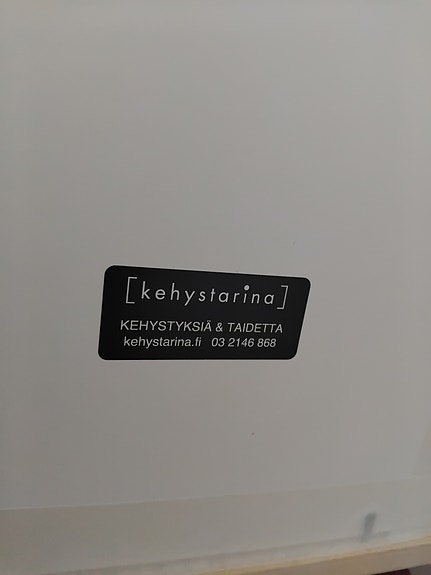 [kehystarina]
KEHYSTYKSIÄ & TAIDETTA
kehystarina.fi 03 2146 868